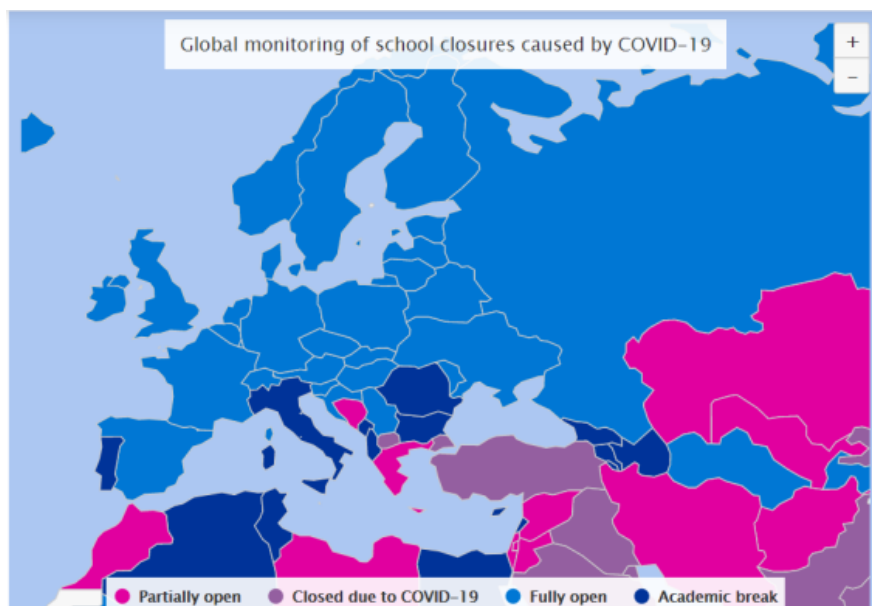 Global monitoring of school closures caused by COVID-19
+
−
Partially open Closed due to COVID-19 Fully open Academic break